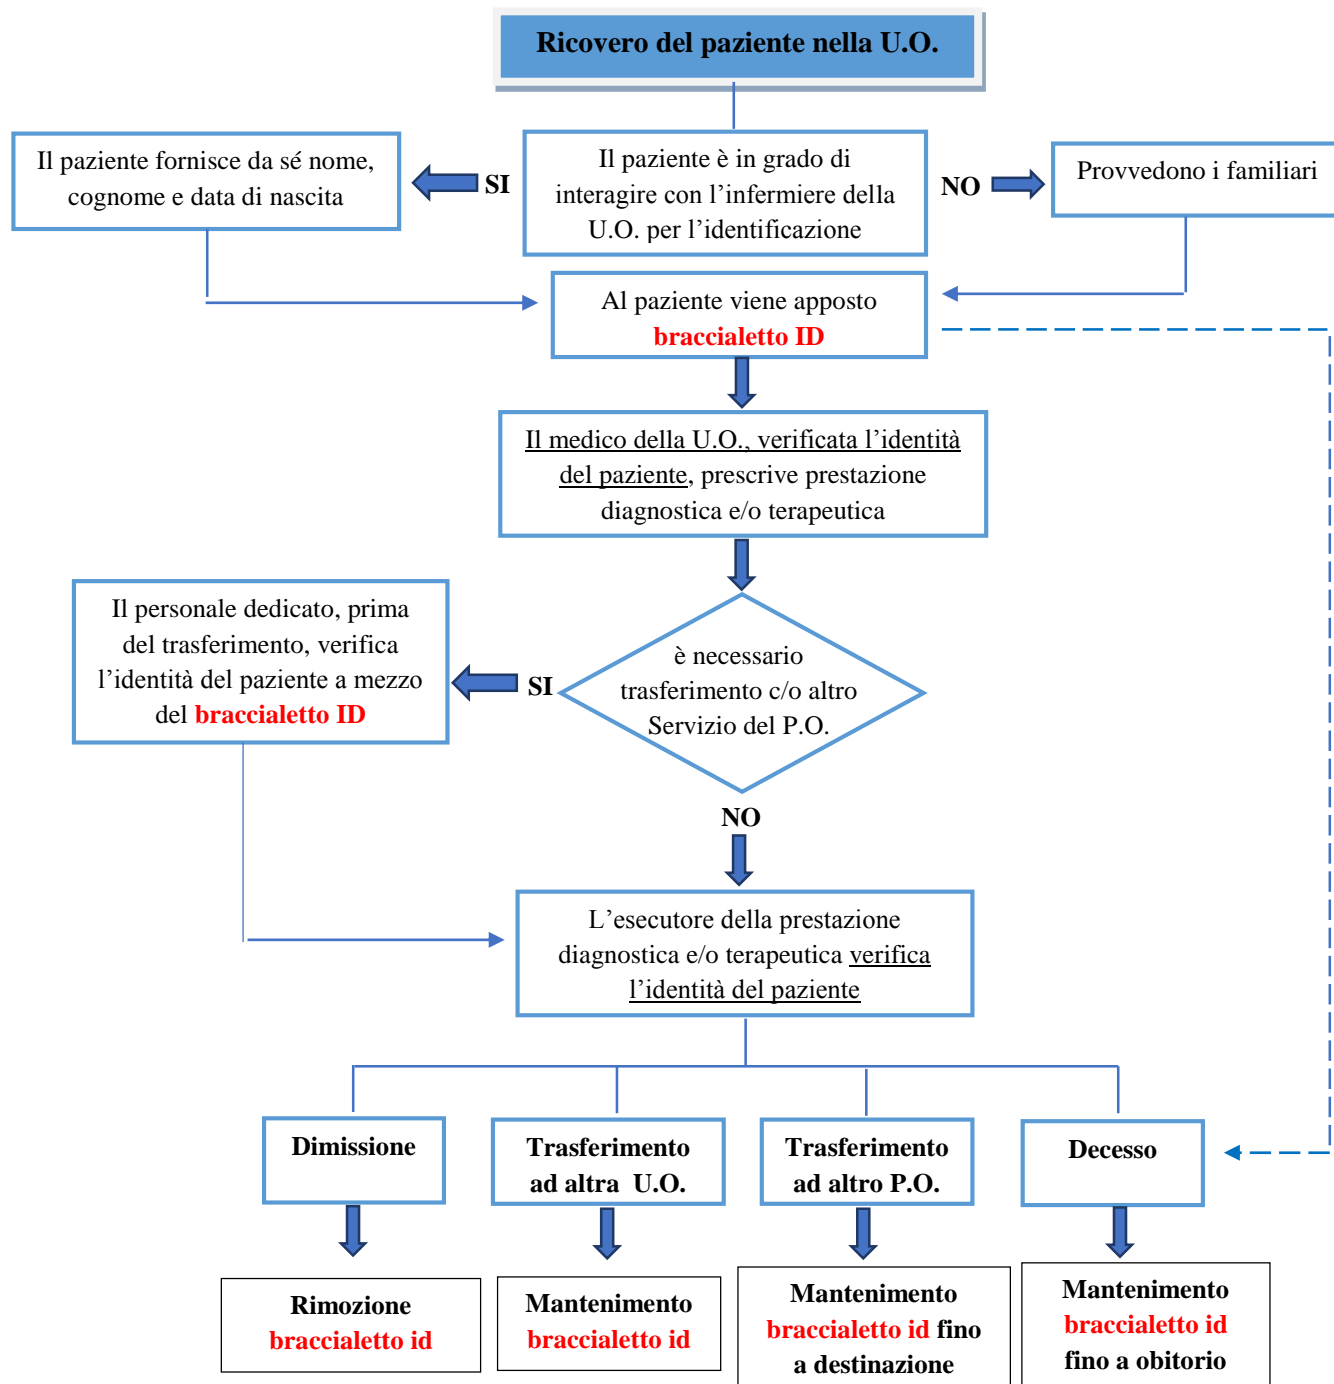 Ricovero del paziente nella U.O.
Il paziente fornisce da sé nome,
cognome e data di nascita
SI
Il paziente è in grado di
interagire con l’infermiere della
U.O. per l’identificazione
NO
Provvedono i familiari
Al paziente viene apposto
braccialetto ID
Il medico della U.O., verificata l’identità
del paziente, prescrive prestazione
diagnostica e/o terapeutica
Il personale dedicato, prima
del trasferimento, verifica
l’identità del paziente a mezzo
del braccialetto ID
SI
è necessario
trasferimento c/o altro
Servizio del P.O.
NO
L’esecutore della prestazione
diagnostica e/o terapeutica verifica
l’identità del paziente
Dimissione
Trasferimento
ad altra U.O.
Trasferimento
ad altro P.O.
Decesso
Rimozione
braccialetto id
Mantenimento
braccialetto id
Mantenimento
braccialetto id fino
a destinazione
Mantenimento
braccialetto id
fino a obitorio